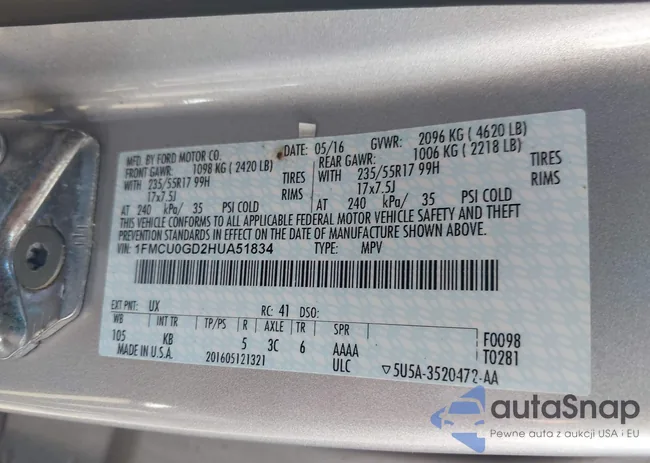 MFD. BY FORD MOTOR CO. DATE: 05/16 GVWR: 2096 KG ( 4620 LB)
FRONT GAWR: 1098 KG ( 2420 LB) REAR GAWR: 1006 KG ( 2218 LB)
WITH 235/55R17 99H TIRES WITH 235/55R17 99H TIRES
17x7.5J RIMS 17x7.5J RIMS
AT 240 kPa/ 35 PSI COLD AT 240 kPa/ 35 PSI COLD
THIS VEHICLE CONFORMS TO ALL APPLICABLE FEDERAL MOTOR VEHICLE SAFETY AND THEFT
PREVENTION STANDARDS IN EFFECT ON THE DATE OF MANUFACTURE SHOWN ABOVE.
VIN: 1FMCU0GD2HUA51834 TYPE: MPV
EXT PNT: UX RC: 41 DSO:
WB INT TR TP/PS R AXLE TR SPR F0098
105 KB 5 3C 6 AAAA T0281
MADE IN U.S.A. 201605121321 ULC ▽5U5A-3520472-AA
autaSnap
Pewne auta z aukcji USA i EU